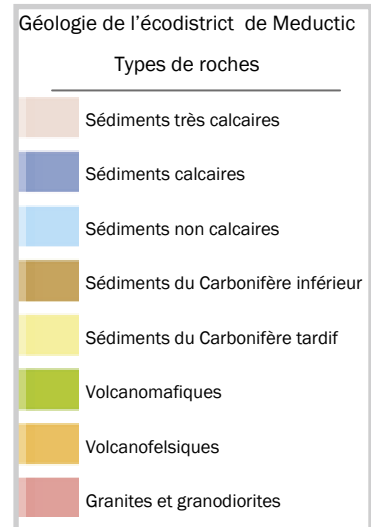 Géologie de l'écodistrict de Meductic
Types de roches
Sédiments très calcaires
Sédiments calcaires
Sédiments non calcaires
Sédiments du Carbonifère inférieur
Sédiments du Carbonifère tardif
Volcanomafiques
Volcanofelsiques
Granites et granodiorites